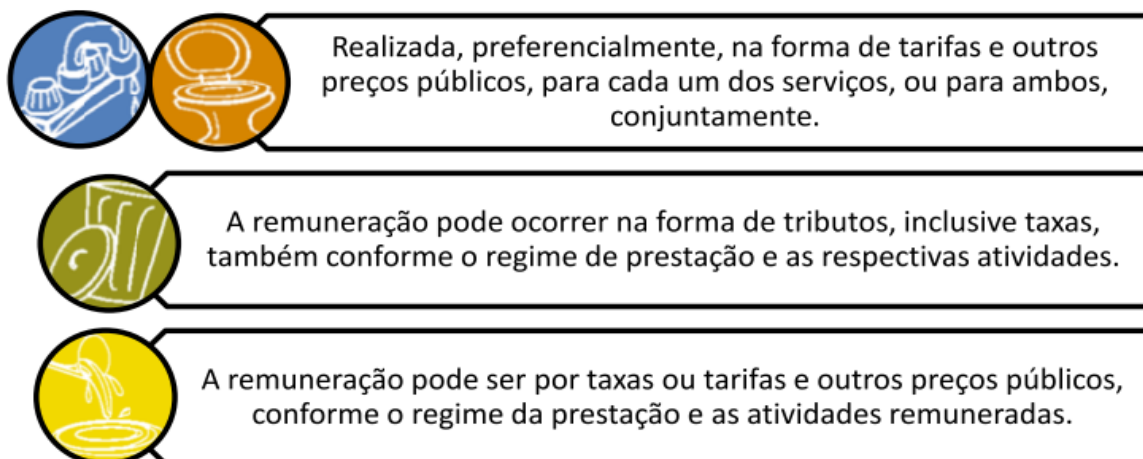 Realizada, preferencialmente, na forma de tarifas e outros
preços públicos, para cada um dos serviços, ou para ambos,
conjuntamente.
A remuneração pode ocorrer na forma de tributos, inclusive taxas,
também conforme o regime de prestação e as respectivas atividades.
A remuneração pode ser por taxas ou tarifas e outros preços públicos,
conforme o regime da prestação e as atividades remuneradas.